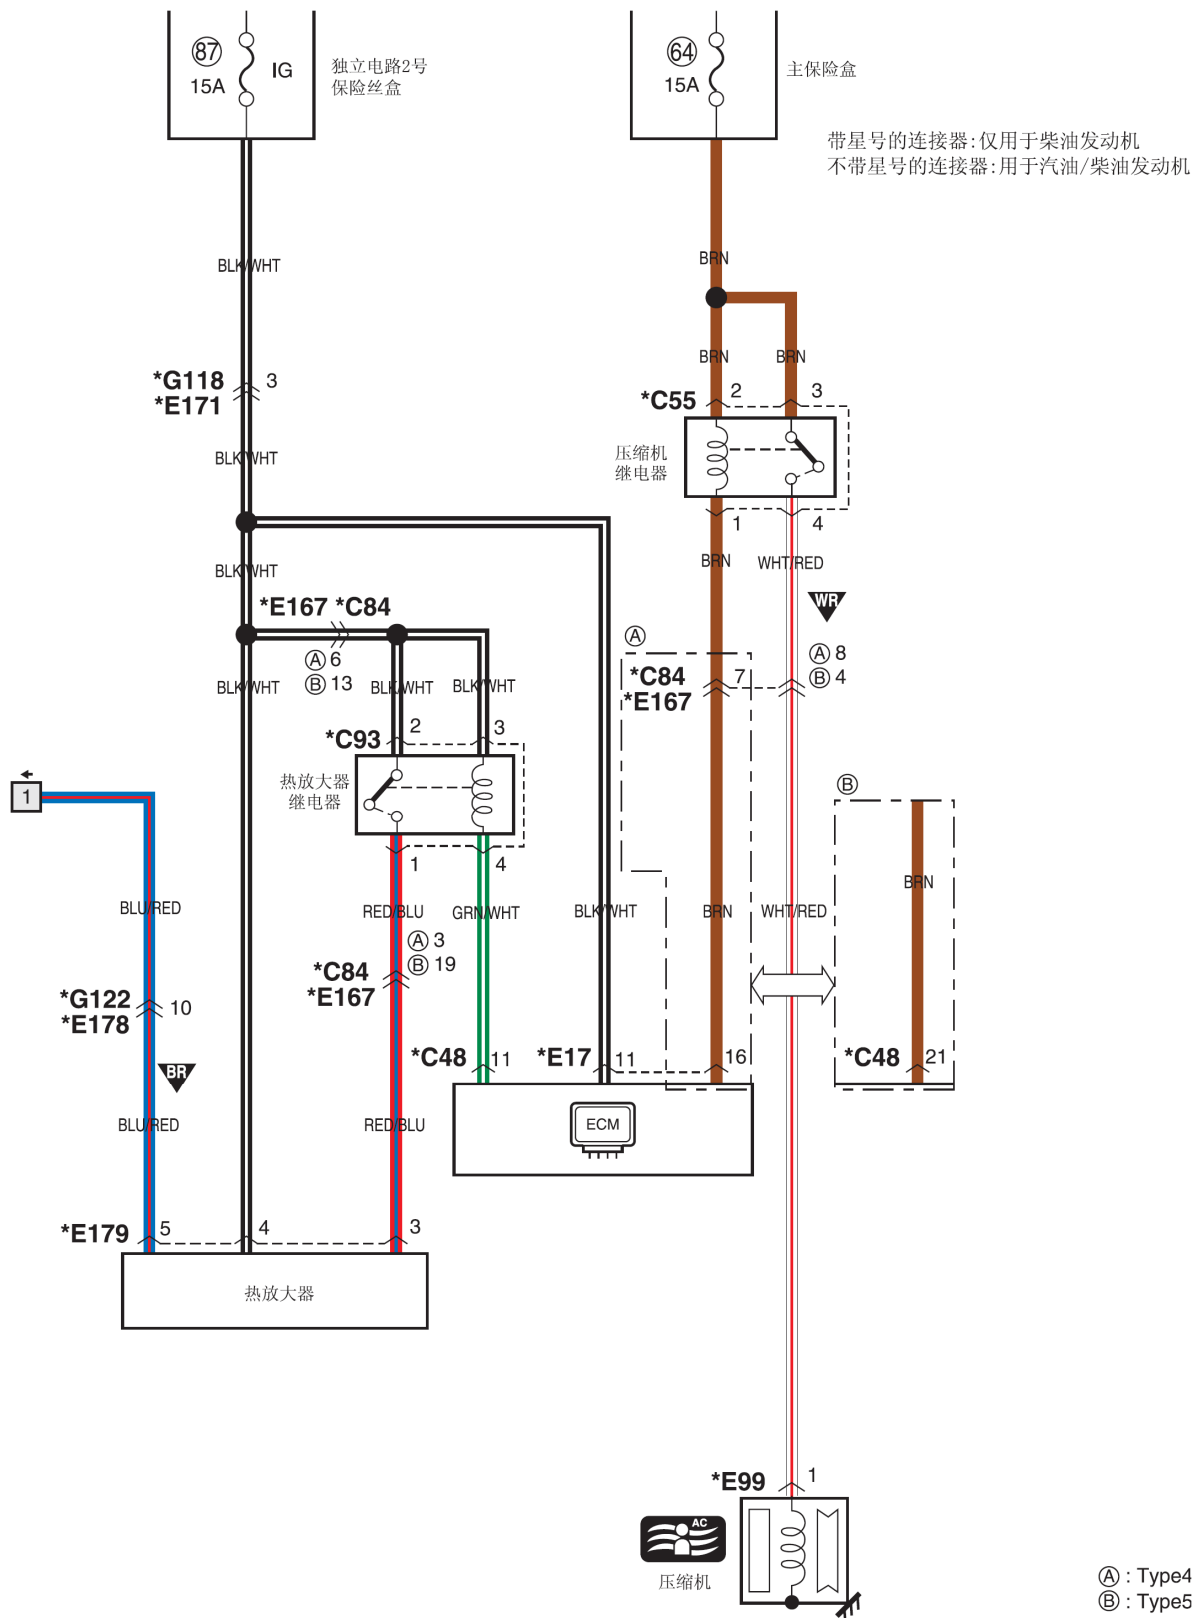 87
15A
IG
独立电路2号
保险丝盒
64
15A
主保险盒
带星号的连接器:仅用于柴油发动机
不带星号的连接器:用于汽油/柴油发动机
BLK/WHT
BRN
BRN
BRN
*G118
3
*E171
*C55
2
3
BLK/WHT
压缩机
继电器
1
4
BRN
WHT/RED
BLK/WHT
*E167 *C84
WR
A
A 6
B 13
A 8
B 4
*C84
7
*E167
BLK/WHT
BLK/WHT
BLK/WHT
*C93
2
3
热放大器
继电器
1
B
1
4
BLU/RED
RED/BLU
GRN/WHT
BLK/WHT
BRN
WHT/RED
BRN
A 3
B 19
*C84
*E167
*G122
10
*E178
BR
*C48
11
*E17
11
16
*C48
21
ECM
BLU/RED
RED/BLU
*E179
5
4
3
热放大器
*E99
1
AC
压缩机
A : Type4
B : Type5